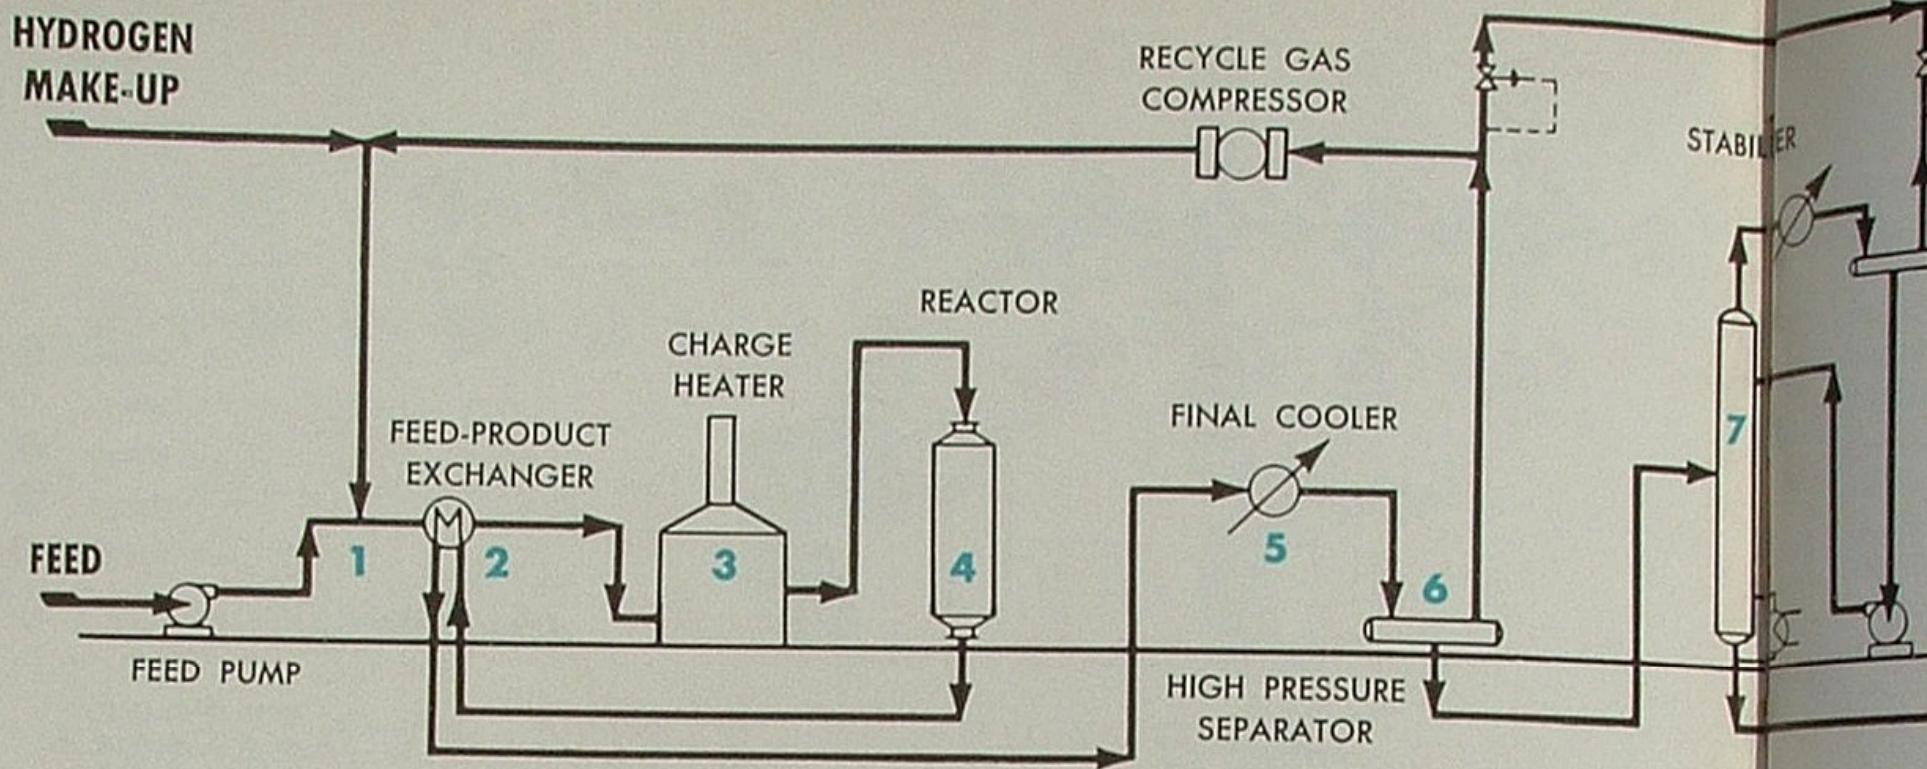 HYDROGEN
MAKE-UP
RECYCLE GAS
COMPRESSOR
REACTOR
CHARGE
HEATER
FEED-PRODUCT
EXCHANGER
FINAL COOLER
FEED
1
2
3
4
5
6
7
FEED PUMP
HIGH PRESSURE
SEPARATOR